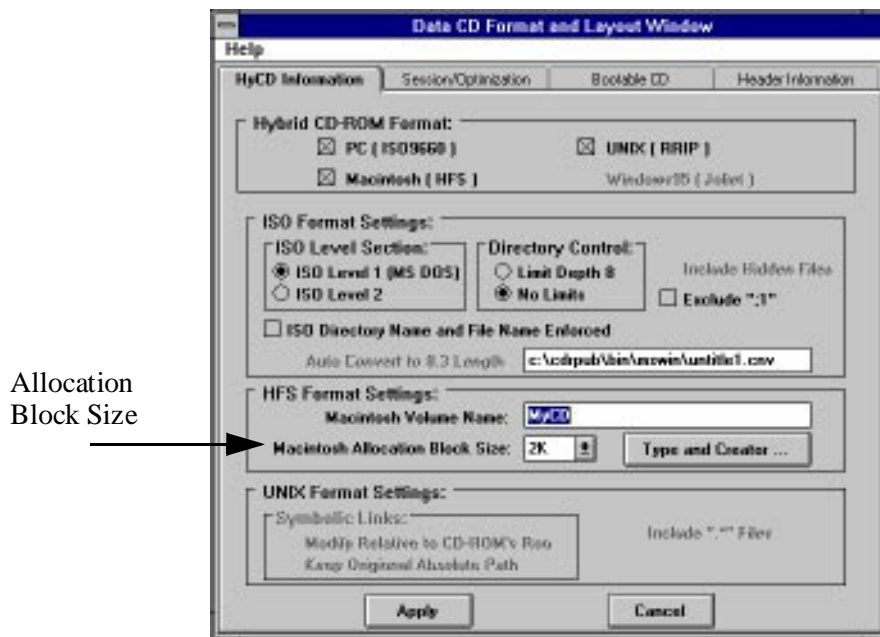 Data CD Format and Layout Window
Help
HyCD Information Session/Optimization Bootable CD Header Information
Hybrid CD-ROM Format:
PC ( ISO9660 ) UNIX ( RRIP )
Macintosh ( HFS ) Windows95 ( Joliet )
ISO Format Settings:
ISO Level Section: Directory Control:
ISO Level 1 (MS DOS) Limit Depth 8 Include Hidden Files
ISO Level 2 No Limits Exclude ";1"
ISO Directory Name and File Name Enforced
Auto Convert to 8.3 Length c:\cdrpub\bin\mswin\untitle1.cnv
Allocation
Block Size
HFS Format Settings:
Macintosh Volume Name: MyCD
Macintosh Allocation Block Size: 2K Type and Creator ...
UNIX Format Settings:
Symbolic Links:
Modify Relative to CD-ROM's Roo
Keep Original Absolute Path
Include ".*" Files
Apply Cancel